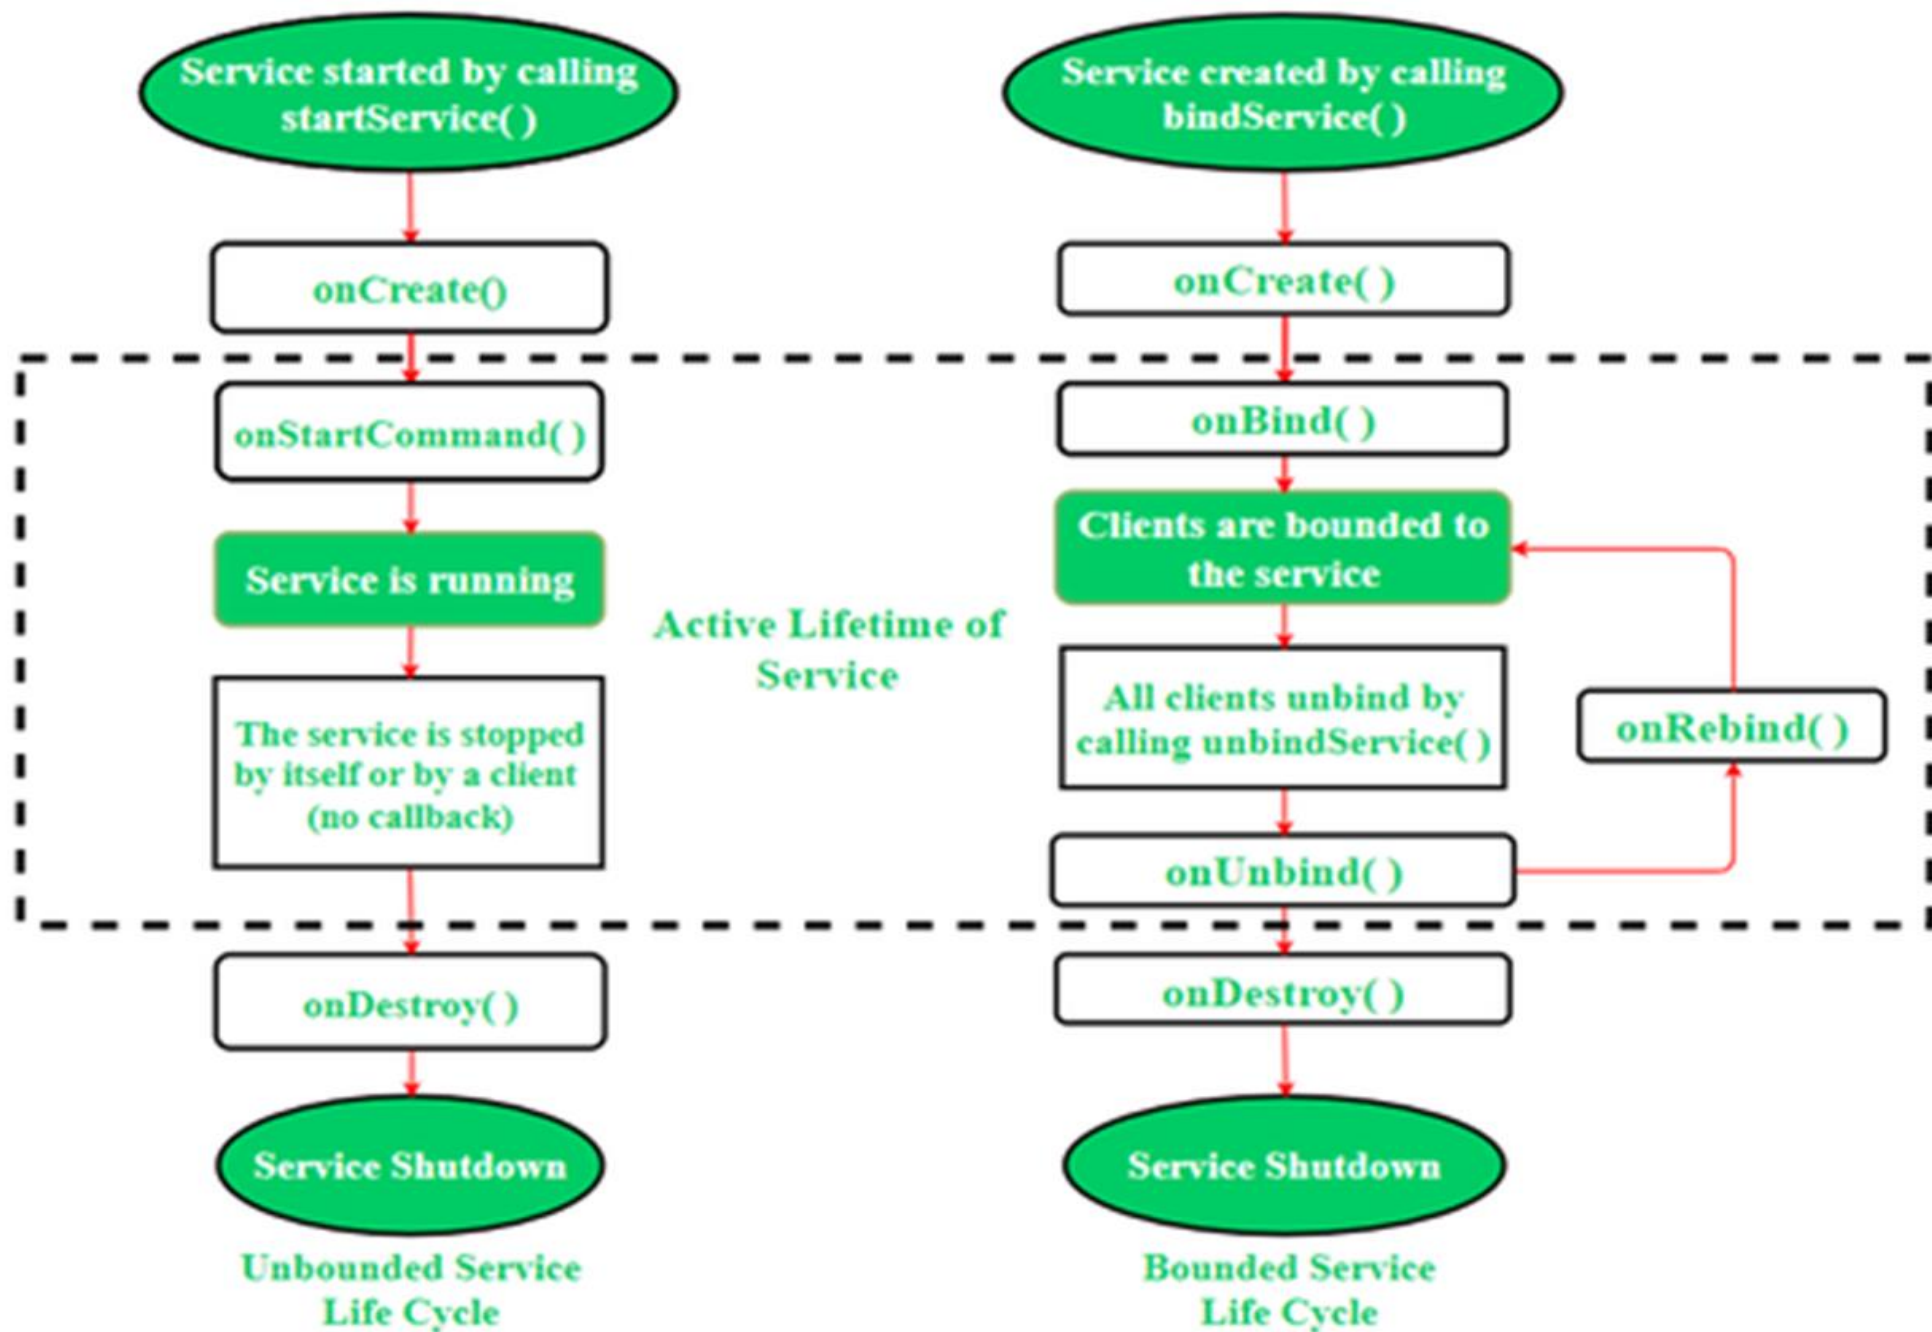 Service started by calling
startService( )
onCreate()
onStartCommand( )
Service is running
The service is stopped
by itself or by a client
(no callback)
onDestroy( )
Service Shutdown
Unbounded Service
Life Cycle
Active Lifetime of
Service
Service created by calling
bindService( )
onCreate( )
onBind( )
Clients are bounded to
the service
All clients unbind by
calling unbindService( )
onRebind( )
onUnbind( )
onDestroy( )
Service Shutdown
Bounded Service
Life Cycle